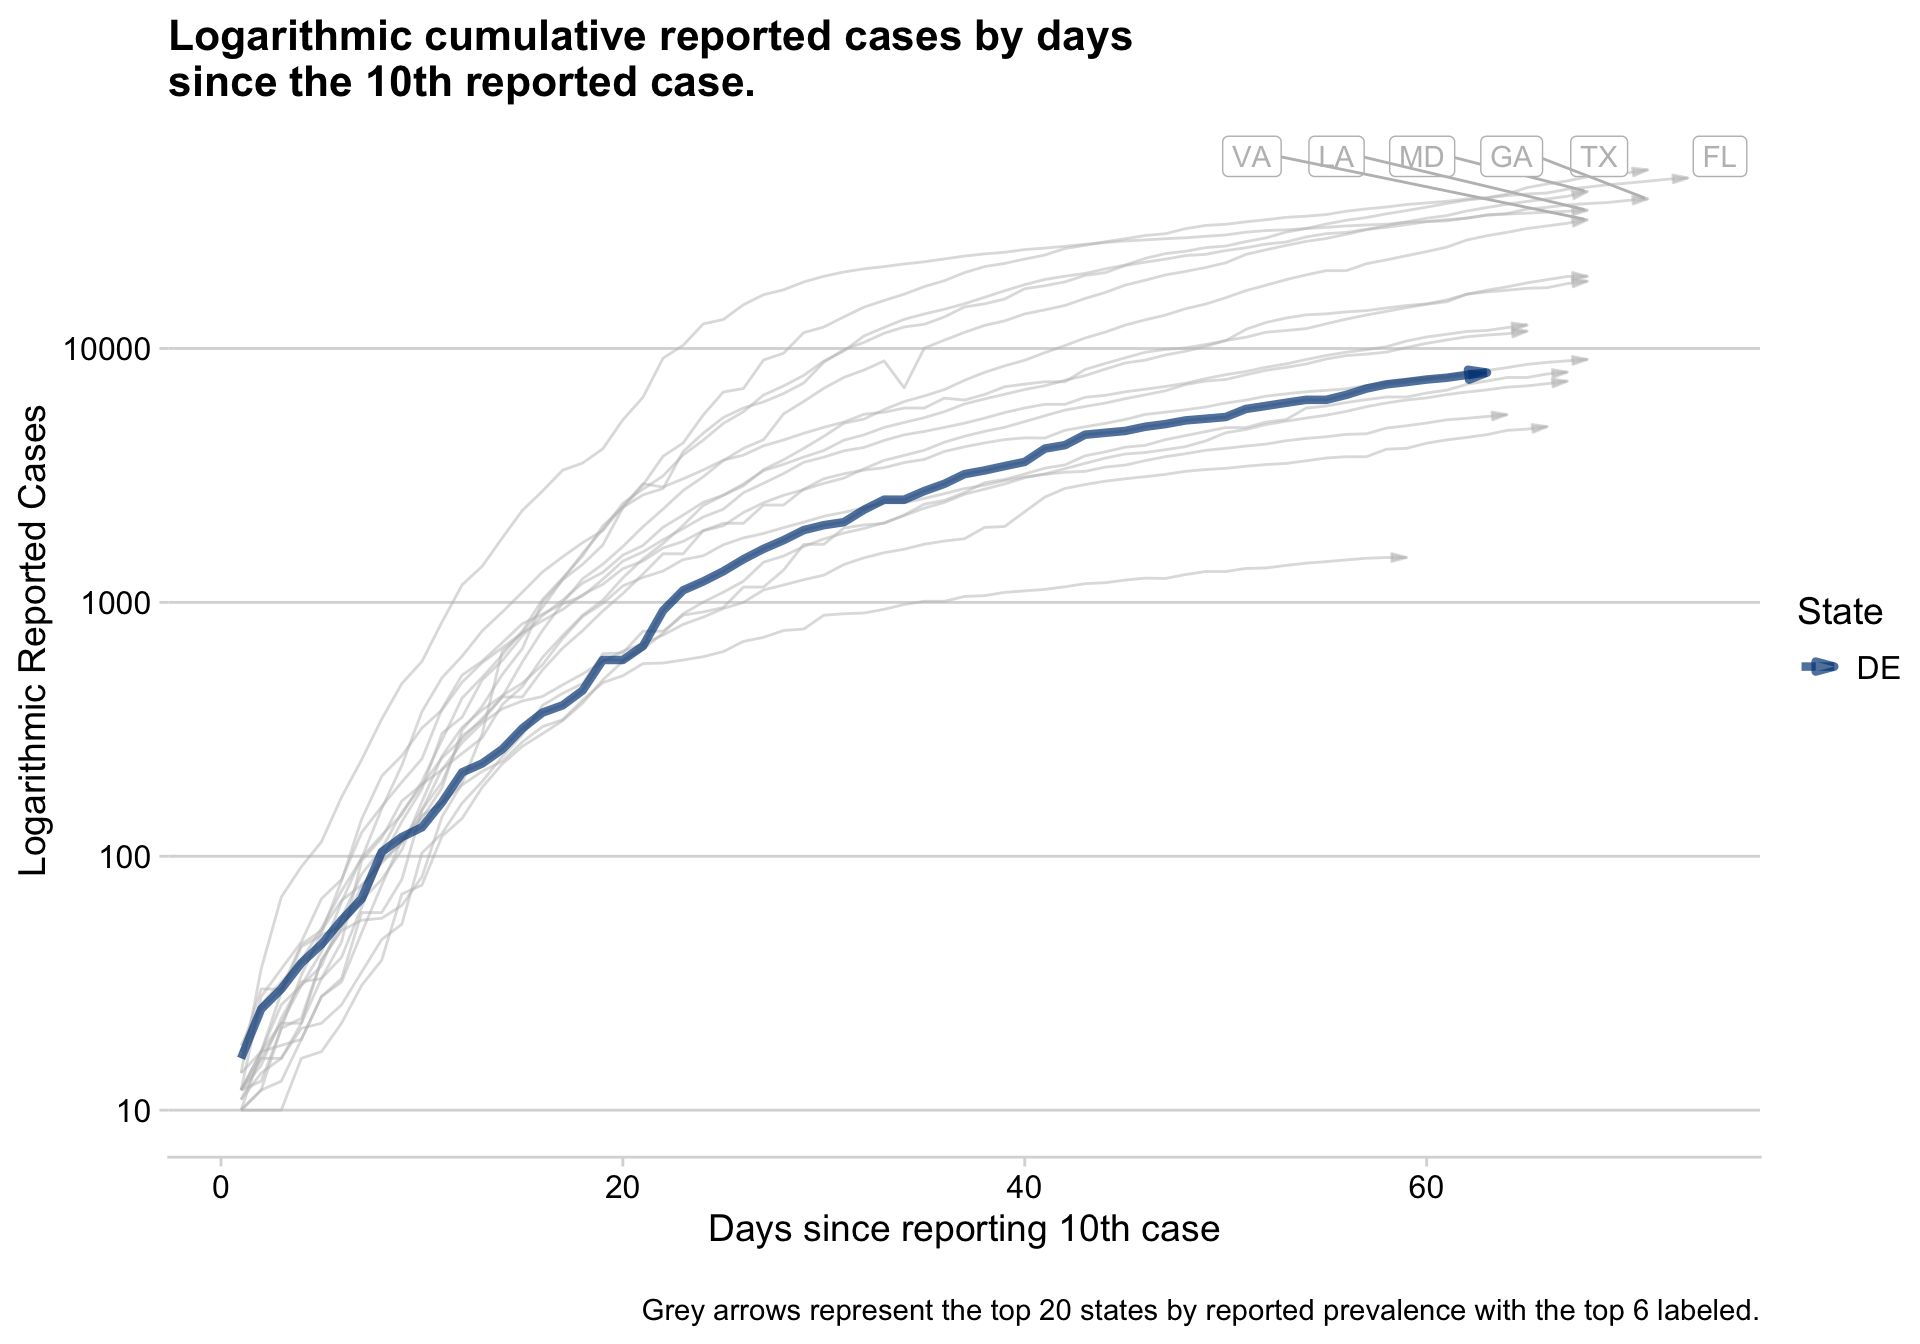 Logarithmic cumulative reported cases by days
since the 10th reported case.
VA LA MD GA TX FL
10000
1000
100
10
Logarithmic Reported Cases
0 20 40 60
Days since reporting 10th case
State
DE
Grey arrows represent the top 20 states by reported prevalence with the top 6 labeled.